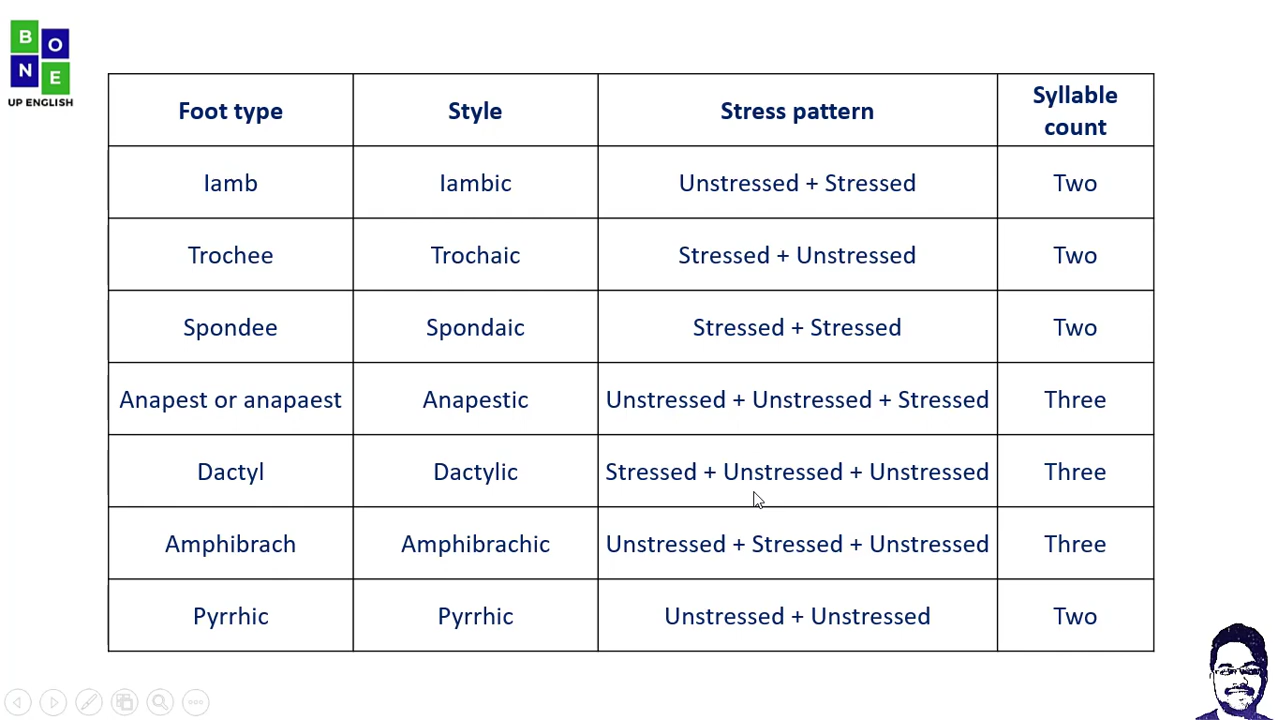 B O
N E
UP ENGLISH
Foot type Style Stress pattern Syllable count
Iamb Iambic Unstressed + Stressed Two
Trochee Trochaic Stressed + Unstressed Two
Spondee Spondaic Stressed + Stressed Two
Anapest or anapaest Anapestic Unstressed + Unstressed + Stressed Three
Dactyl Dactylic Stressed + Unstressed + Unstressed Three
Amphibrach Amphibrachic Unstressed + Stressed + Unstressed Three
Pyrrhic Pyrrhic Unstressed + Unstressed Two